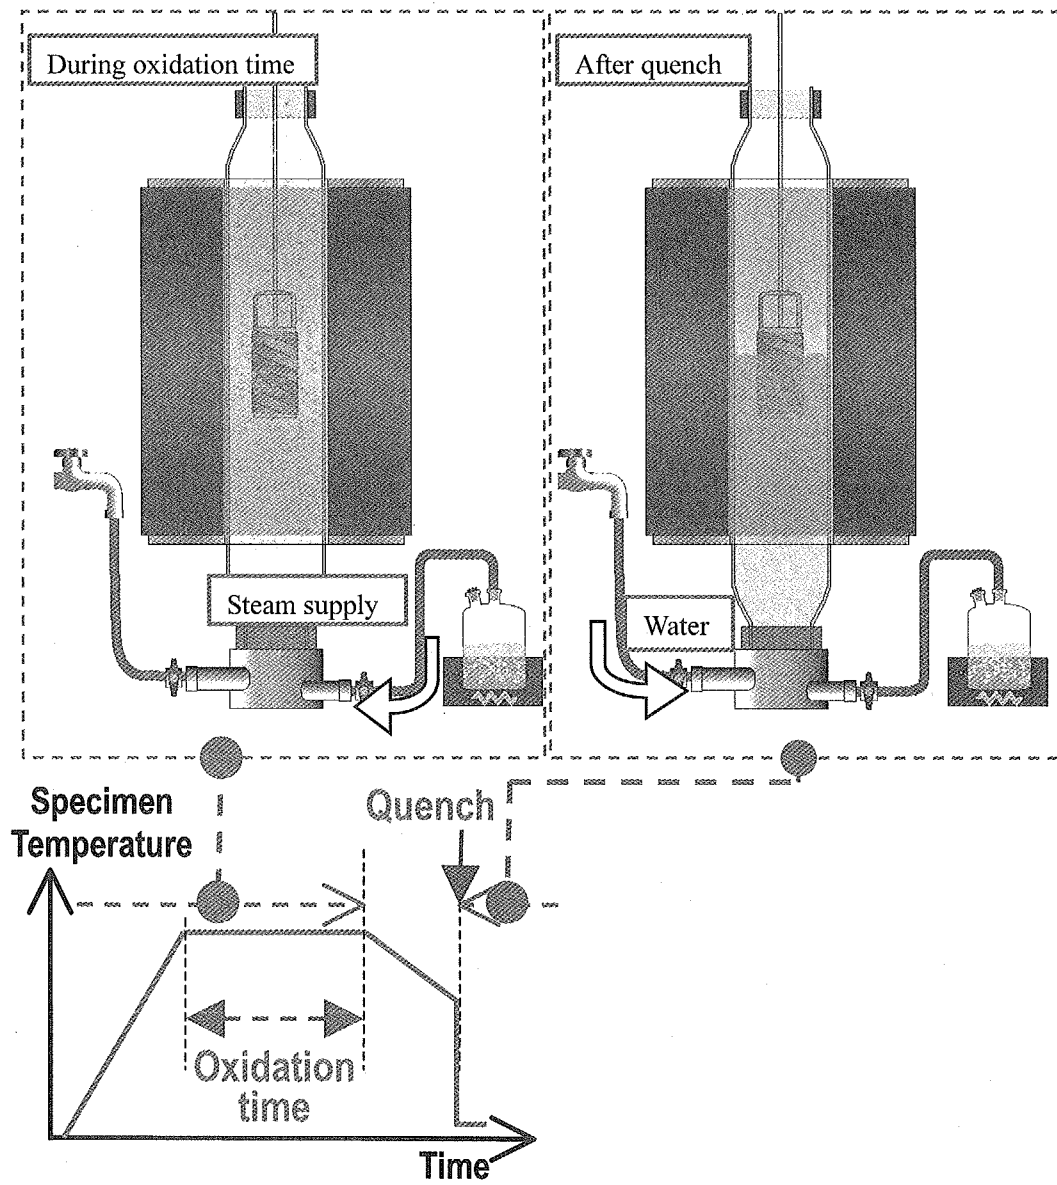 During oxidation time
After quench
Steam supply
Water
Specimen
Temperature
Quench
Oxidation
time
Time